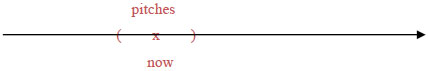 pitches
( x )
now